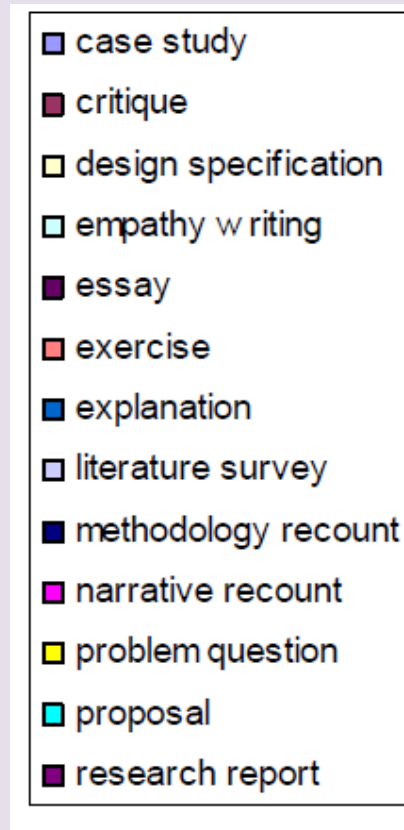 case study
critique
design specification
empathy writing
essay
exercise
explanation
literature survey
methodology recount
narrative recount
problem question
proposal
research report